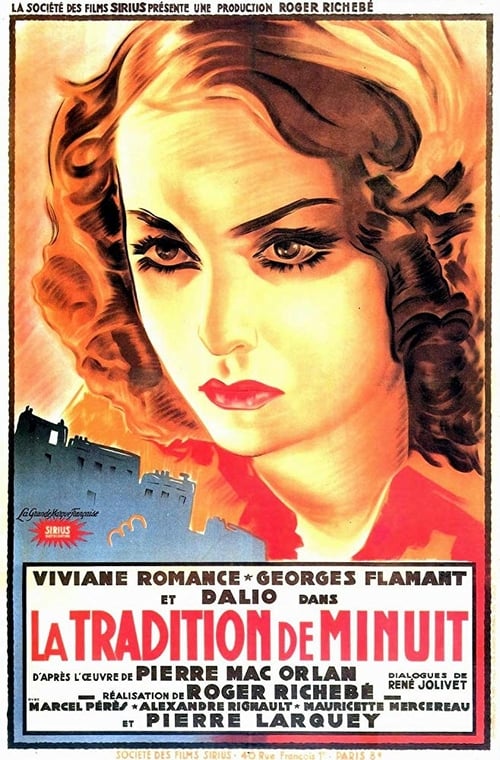 LA SOCIÉTÉ DES FILMS SIRIUS PRÉSENTE UNE PRODUCTION ROGER RICHEBÉ
La Grande Marque Française
SIRIUS
VIVIANE ROMANCE ★ GEORGES FLAMANT
ET DALIO DANS
LA TRADITION DE MINUIT
D'APRÈS L'ŒUVRE DE PIERRE MAC ORLAN
DIALOGUES DE
RENÉ JOLIVET
RÉALISATION DE ROGER RICHEBÉ
AVEC
MARCEL PÉRÈS ★ ALEXANDRE RIGNAULT ★ MAURICETTE MERCEREAU
ET PIERRE LARQUEY
SOCIÉTÉ DES FILMS SIRIUS - 40 Rue François 1er - PARIS 8e